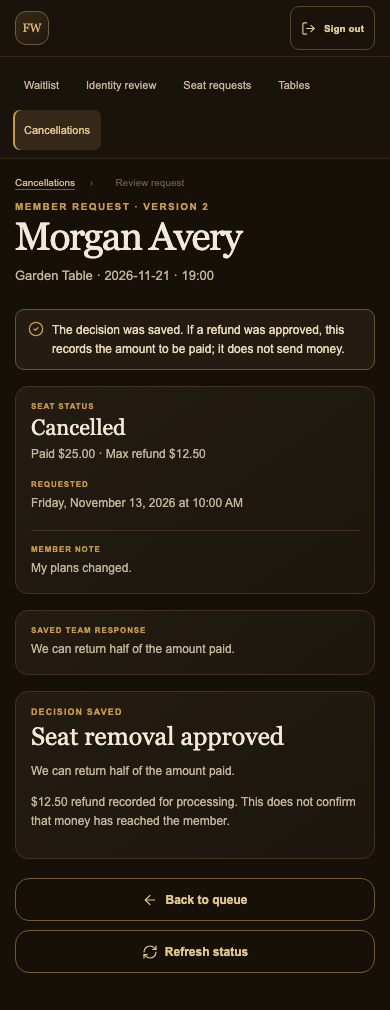 FW
Sign out
Waitlist
Identity review
Seat requests
Tables
Cancellations
Cancellations › Review request
MEMBER REQUEST · VERSION 2
Morgan Avery
Garden Table · 2026-11-21 · 19:00
The decision was saved. If a refund was approved, this
records the amount to be paid; it does not send money.
SEAT STATUS
Cancelled
Paid $25.00 · Max refund $12.50
REQUESTED
Friday, November 13, 2026 at 10:00 AM
MEMBER NOTE
My plans changed.
SAVED TEAM RESPONSE
We can return half of the amount paid.
DECISION SAVED
Seat removal approved
We can return half of the amount paid.
$12.50 refund recorded for processing. This does not confirm
that money has reached the member.
Back to queue
Refresh status